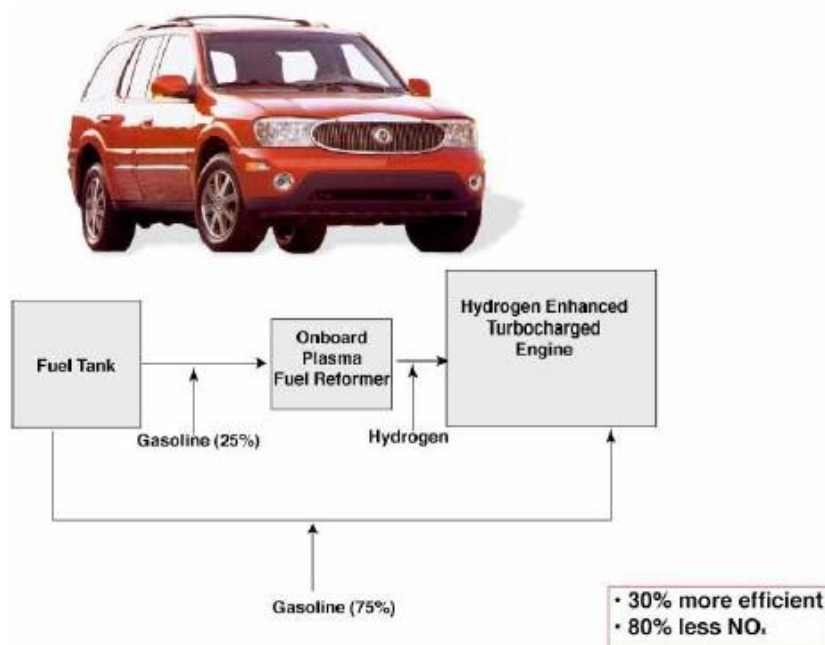 Fuel Tank
Onboard
Plasma
Fuel Reformer
Hydrogen Enhanced
Turbocharged
Engine
Gasoline (25%)
Hydrogen
Gasoline (75%)
· 30% more efficient
· 80% less NOₓ